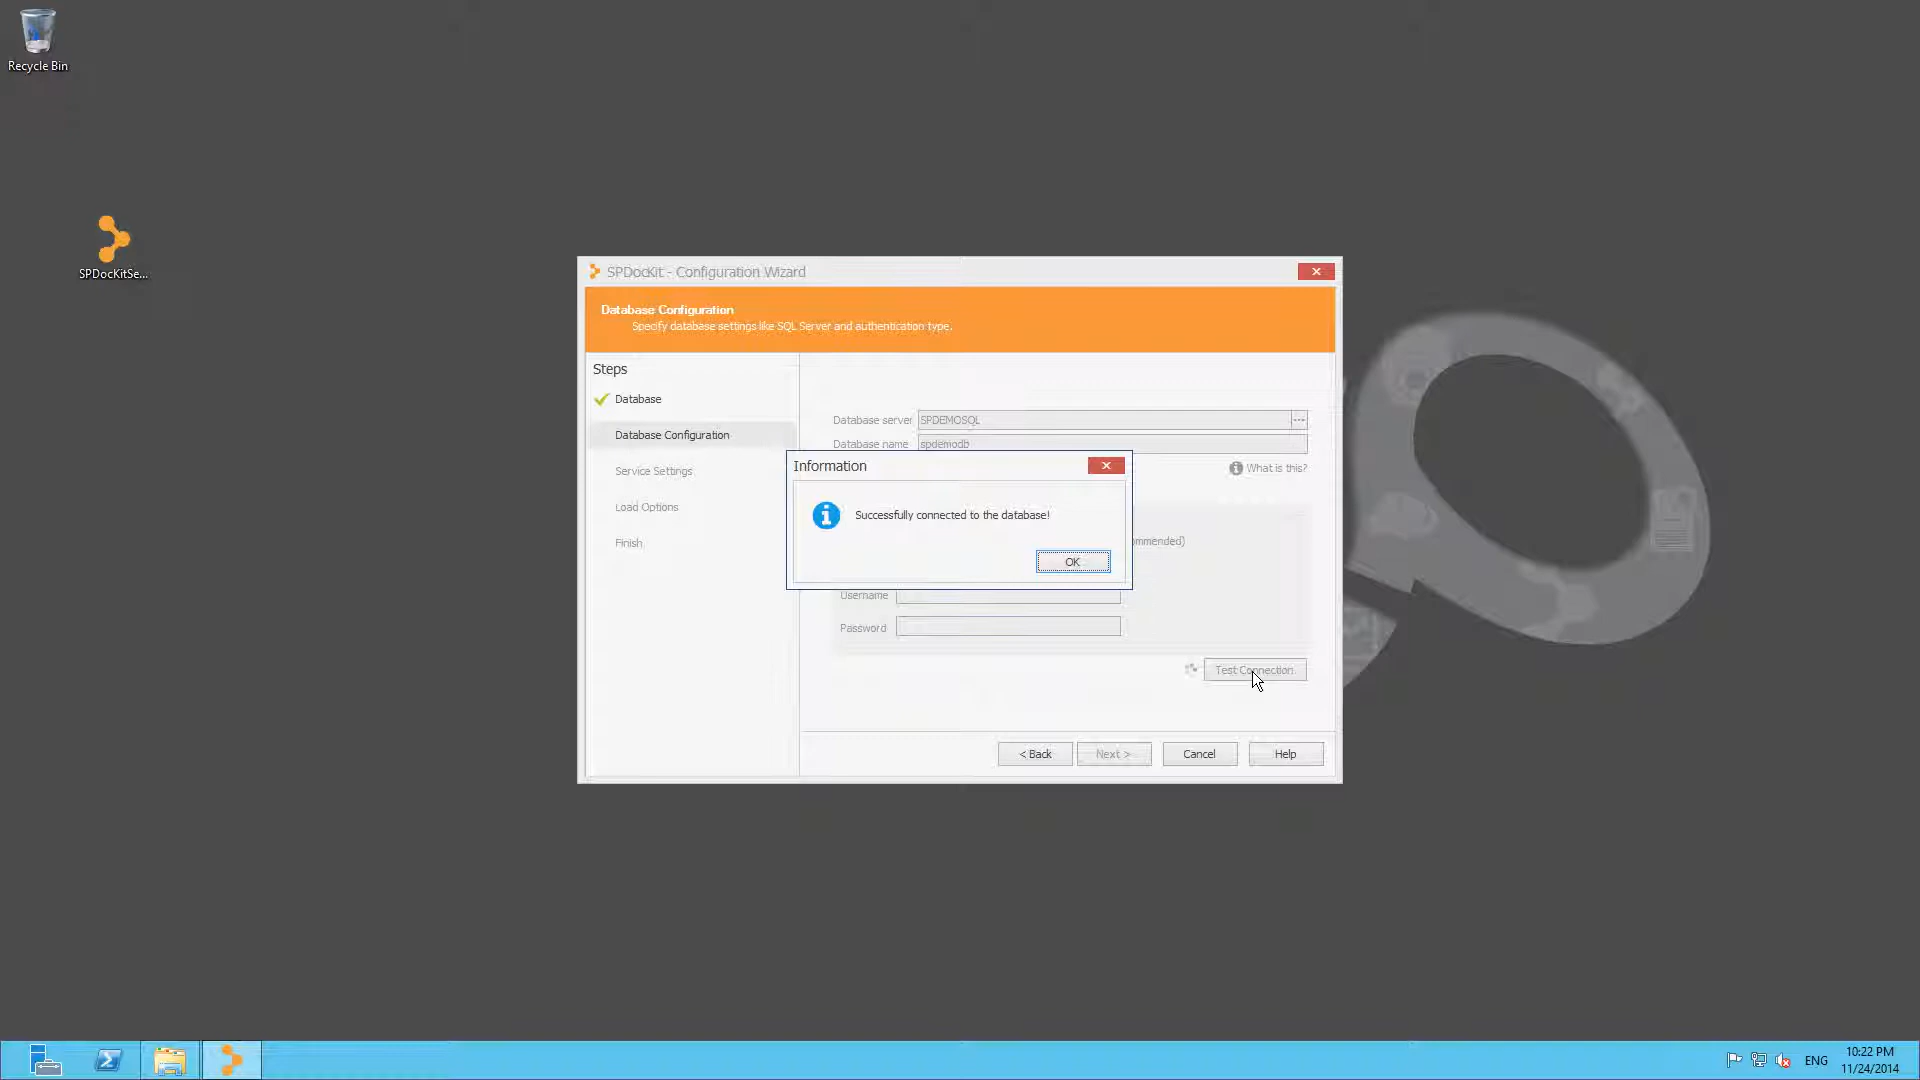 Recycle Bin
SPDocKitSe...
SPDocKit - Configuration Wizard
Database Configuration
Specify database settings like SQL Server and authentication type.
Steps
Database
Database Configuration
Service Settings
Load Options
Finish
Database server
SPDEMOSQL
...
Database name
spdemodb
What is this?
Information
Successfully connected to the database!
OK
ommended)
Username
Password
Test Connection
< Back
Next >
Cancel
Help
ENG
10:22 PM
11/24/2014